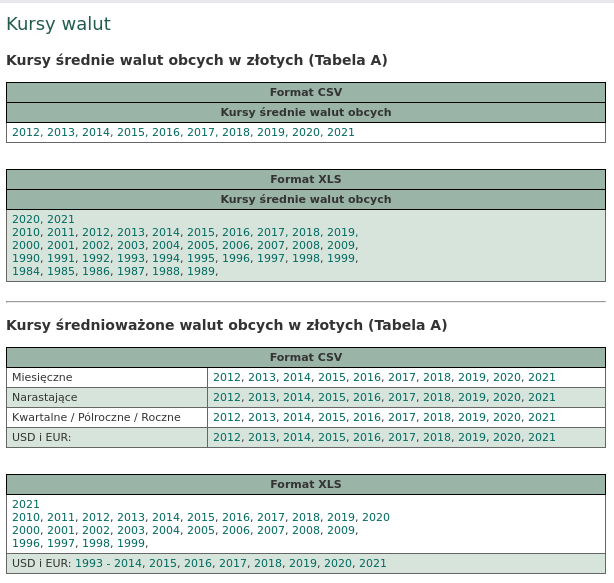 Kursy walut
Kursy średnie walut obcych w złotych (Tabela A)
Format CSV
Kursy średnie walut obcych
2012, 2013, 2014, 2015, 2016, 2017, 2018, 2019, 2020, 2021
Format XLS
Kursy średnie walut obcych
2020, 2021
2010, 2011, 2012, 2013, 2014, 2015, 2016, 2017, 2018, 2019,
2000, 2001, 2002, 2003, 2004, 2005, 2006, 2007, 2008, 2009,
1990, 1991, 1992, 1993, 1994, 1995, 1996, 1997, 1998, 1999,
1984, 1985, 1986, 1987, 1988, 1989,
Kursy średnioważone walut obcych w złotych (Tabela A)
Format CSV
Miesięczne 2012, 2013, 2014, 2015, 2016, 2017, 2018, 2019, 2020, 2021
Narastające 2012, 2013, 2014, 2015, 2016, 2017, 2018, 2019, 2020, 2021
Kwartalne / Pólroczne / Roczne 2012, 2013, 2014, 2015, 2016, 2017, 2018, 2019, 2020, 2021
USD i EUR: 2012, 2013, 2014, 2015, 2016, 2017, 2018, 2019, 2020, 2021
Format XLS
2021
2010, 2011, 2012, 2013, 2014, 2015, 2016, 2017, 2018, 2019, 2020
2000, 2001, 2002, 2003, 2004, 2005, 2006, 2007, 2008, 2009,
1996, 1997, 1998, 1999,
USD i EUR: 1993 - 2014, 2015, 2016, 2017, 2018, 2019, 2020, 2021